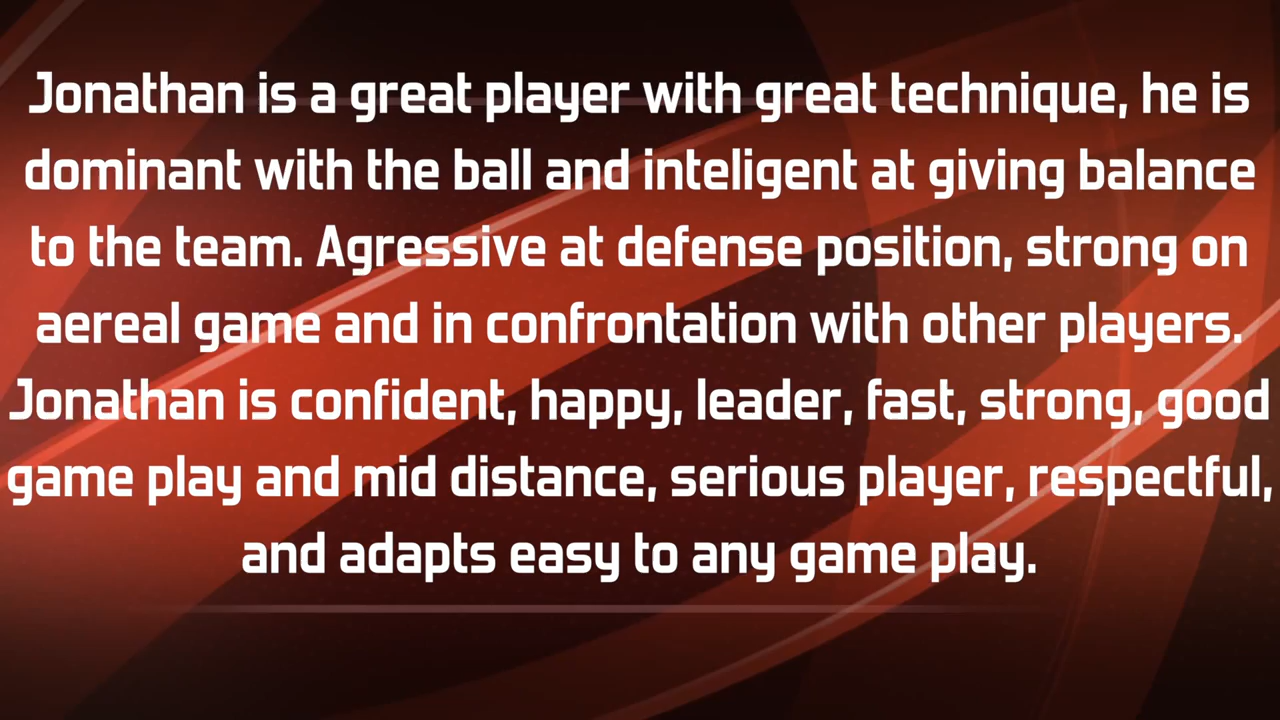 Jonathan is a great player with great technique, he is
dominant with the ball and inteligent at giving balance
to the team. Agressive at defense position, strong on
aereal game and in confrontation with other players.
Jonathan is confident, happy, leader, fast, strong, good
game play and mid distance, serious player, respectful,
and adapts easy to any game play.